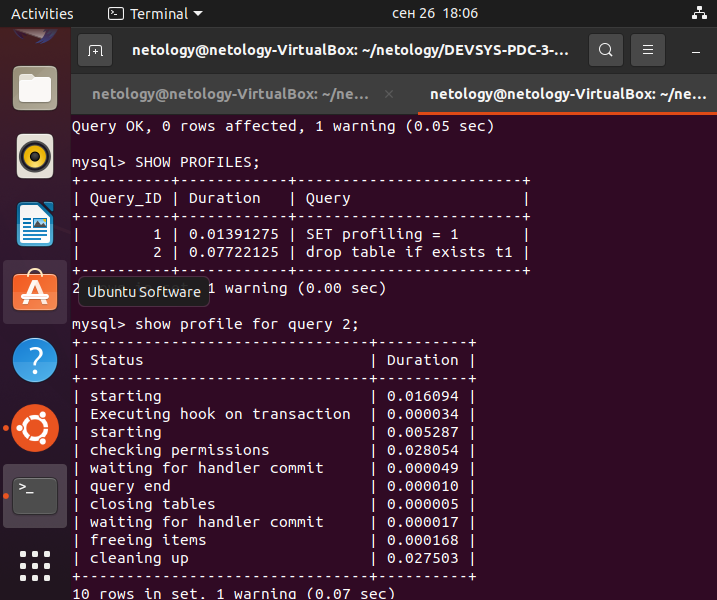 Activities Terminal сен 26 18:06
netology@netology-VirtualBox: ~/netology/DEVSYS-PDC-3-...
netology@netology-VirtualBox: ~/ne... × netology@netology-VirtualBox: ~/ne...
Query OK, 0 rows affected, 1 warning (0.05 sec)
mysql> SHOW PROFILES;
+----------+------------+-------------------------+
| Query_ID | Duration   | Query                   |
+----------+------------+-------------------------+
|        1 | 0.01391275 | SET profiling = 1       |
|        2 | 0.07722125 | drop table if exists t1 |
+----------+------------+-------------------------+
2 1 warning (0.00 sec)
Ubuntu Software
mysql> show profile for query 2;
+--------------------------------+----------+
| Status                         | Duration |
+--------------------------------+----------+
| starting                       | 0.016094 |
| Executing hook on transaction  | 0.000034 |
| starting                       | 0.005287 |
| checking permissions           | 0.028054 |
| waiting for handler commit     | 0.000049 |
| query end                      | 0.000010 |
| closing tables                 | 0.000005 |
| waiting for handler commit     | 0.000017 |
| freeing items                  | 0.000168 |
| cleaning up                    | 0.027503 |
+--------------------------------+----------+
10 rows in set, 1 warning (0.07 sec)